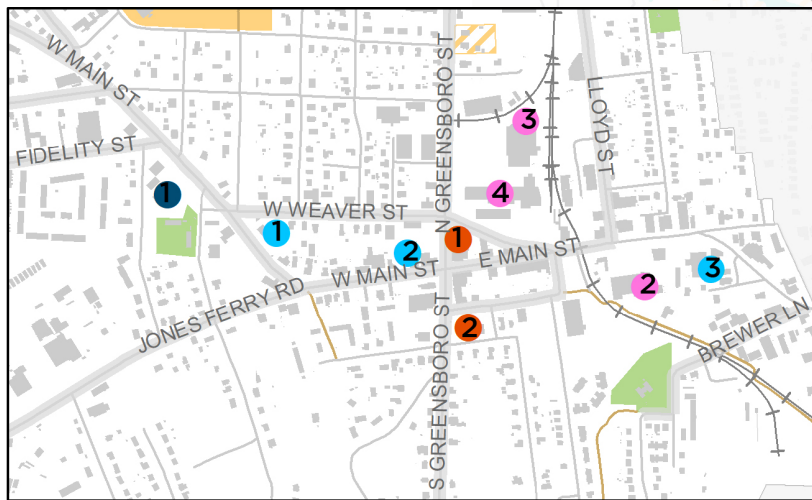 W MAIN ST
N GREENSBORO ST
LLOYD ST
3
FIDELITY ST
1
4
W WEAVER ST
1
2
1
E MAIN ST
W MAIN ST
3
2
JONES FERRY RD
2
BREWER LN
S GREENSBORO ST